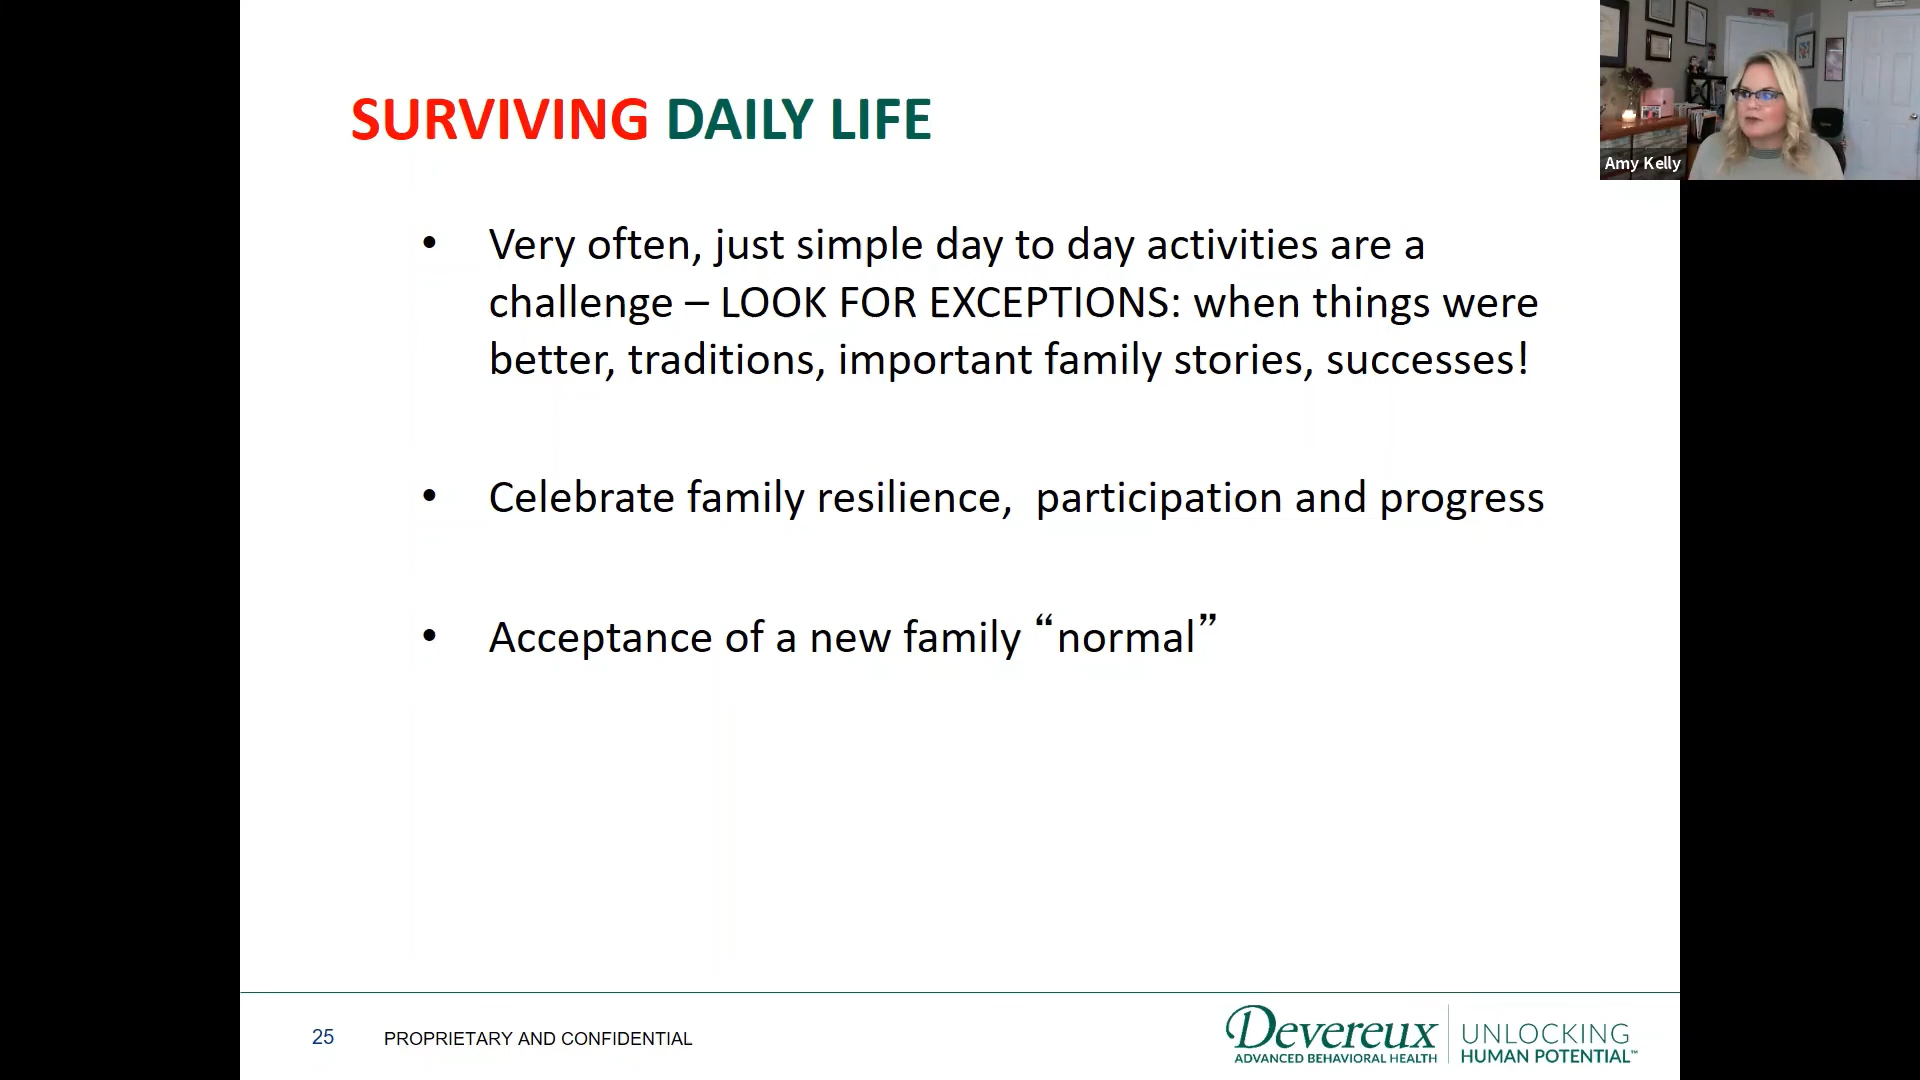 SURVIVING DAILY LIFE
Amy Kelly
• Very often, just simple day to day activities are a
challenge – LOOK FOR EXCEPTIONS: when things were
better, traditions, important family stories, successes!
• Celebrate family resilience,  participation and progress
• Acceptance of a new family “normal”
25
PROPRIETARY AND CONFIDENTIAL
Devereux
ADVANCED BEHAVIORAL HEALTH
UNLOCKING
HUMAN POTENTIAL™